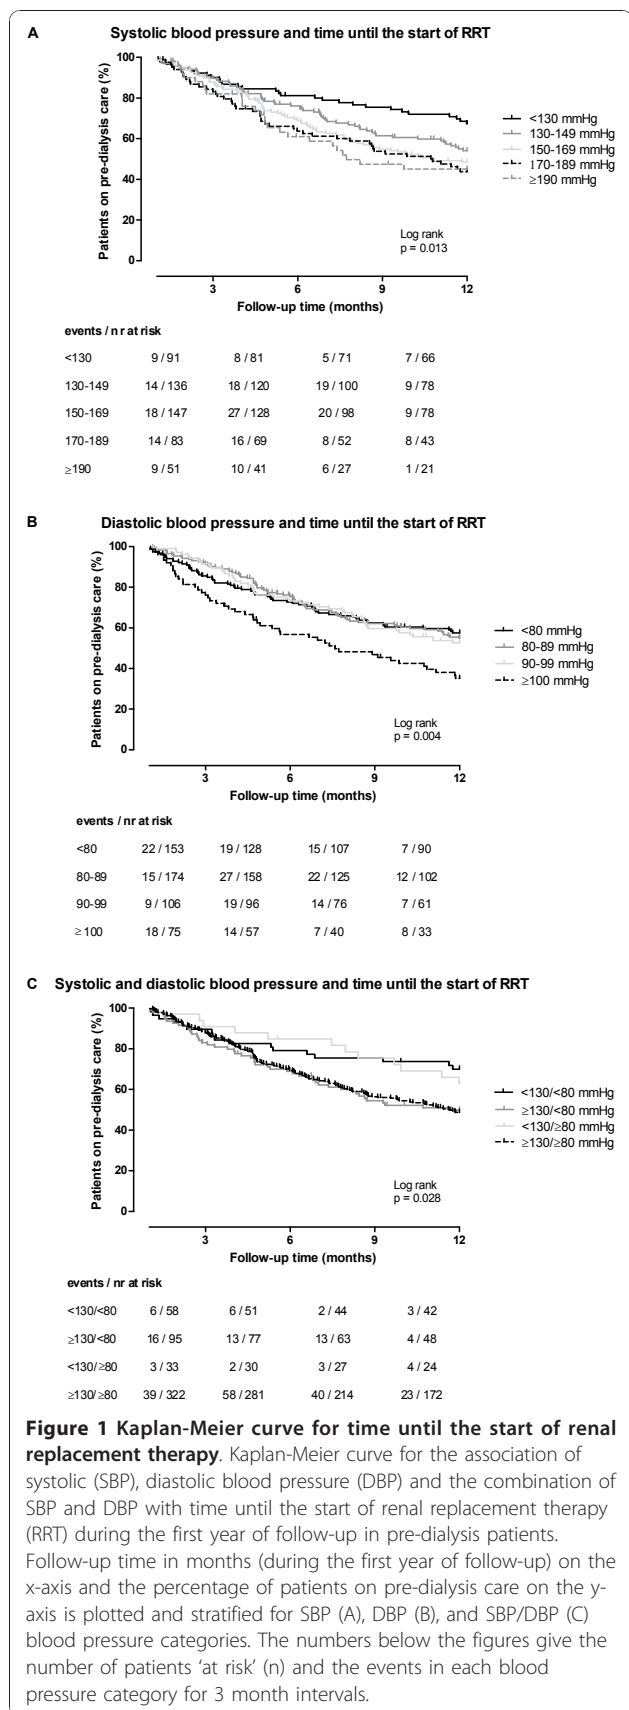 A Systolic blood pressure and time until the start of RRT
Patients on pre-dialysis care (%)
100
80
60
40
20
0
<130 mmHg
130-149 mmHg
150-169 mmHg
170-189 mmHg
≥190 mmHg
Log rank
p = 0.013
3 6 9 12
Follow-up time (months)
events / nr at risk
<130 9 / 91 8 / 81 5 / 71 7 / 66
130-149 14 / 136 18 / 120 19 / 100 9 / 78
150-169 18 / 147 27 / 128 20 / 98 9 / 78
170-189 14 / 83 16 / 69 8 / 52 8 / 43
≥190 9 / 51 10 / 41 6 / 27 1 / 21
B Diastolic blood pressure and time until the start of RRT
Patients on pre-dialysis care (%)
100
80
60
40
20
0
<80 mmHg
80-89 mmHg
90-99 mmHg
≥100 mmHg
Log rank
p = 0.004
3 6 9 12
Follow-up time (months)
events / nr at risk
<80 22 / 153 19 / 128 15 / 107 7 / 90
80-89 15 / 174 27 / 158 22 / 125 12 / 102
90-99 9 / 106 19 / 96 14 / 76 7 / 61
≥ 100 18 / 75 14 / 57 7 / 40 8 / 33
C Systolic and diastolic blood pressure and time until the start of RRT
Patients on pre-dialysis care (%)
100
80
60
40
20
0
<130/<80 mmHg
≥130/<80 mmHg
<130/≥80 mmHg
≥130/≥80 mmHg
Log rank
p = 0.028
3 6 9 12
Follow-up time (months)
events / nr at risk
<130/<80 6 / 58 6 / 51 2 / 44 3 / 42
≥130/<80 16 / 95 13 / 77 13 / 63 4 / 48
<130/≥80 3 / 33 2 / 30 3 / 27 4 / 24
≥130/≥80 39 / 322 58 / 281 40 / 214 23 / 172
Figure 1 Kaplan-Meier curve for time until the start of renal
replacement therapy. Kaplan-Meier curve for the association of
systolic (SBP), diastolic blood pressure (DBP) and the combination of
SBP and DBP with time until the start of renal replacement therapy
(RRT) during the first year of follow-up in pre-dialysis patients.
Follow-up time in months (during the first year of follow-up) on the
x-axis and the percentage of patients on pre-dialysis care on the y-
axis is plotted and stratified for SBP (A), DBP (B), and SBP/DBP (C)
blood pressure categories. The numbers below the figures give the
number of patients ‘at risk’ (n) and the events in each blood
pressure category for 3 month intervals.